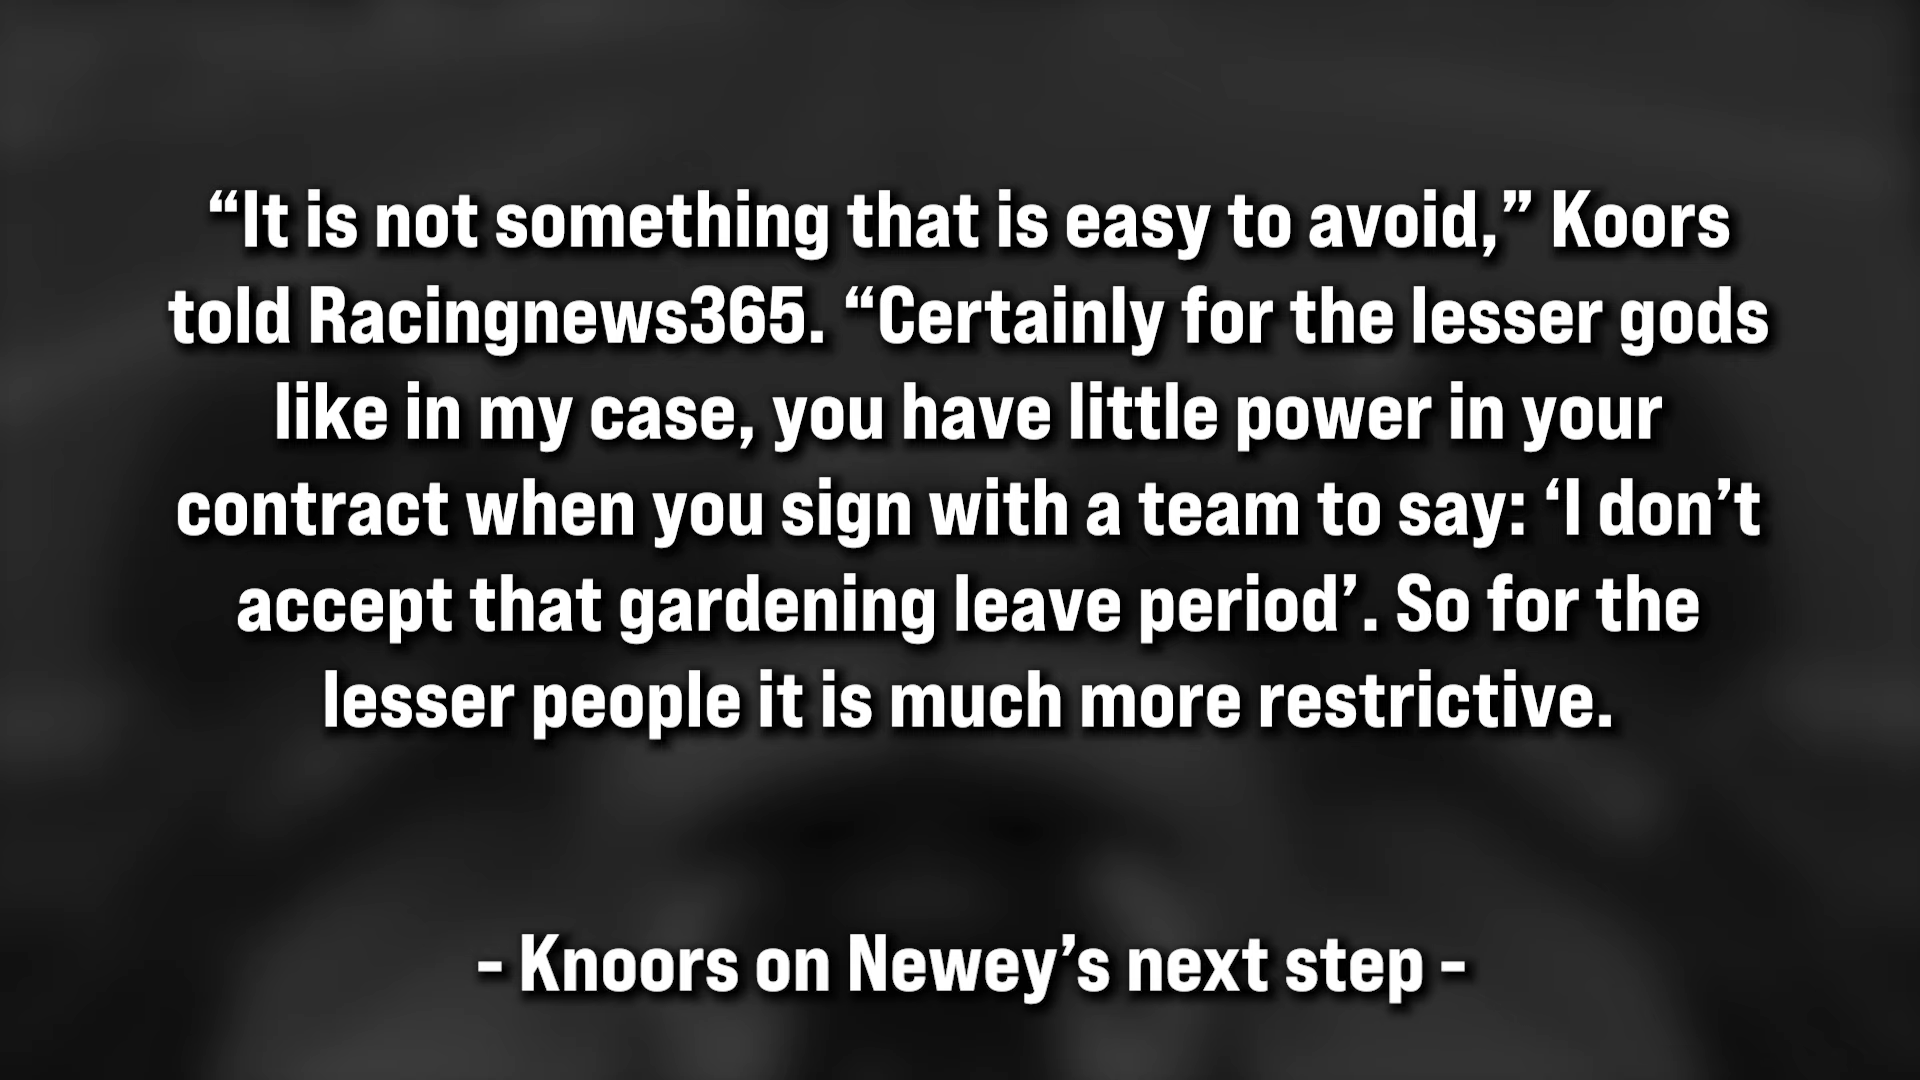 “It is not something that is easy to avoid,” Koors
told Racingnews365. “Certainly for the lesser gods
like in my case, you have little power in your
contract when you sign with a team to say: ‘I don’t
accept that gardening leave period’. So for the
lesser people it is much more restrictive.
- Knoors on Newey’s next step -